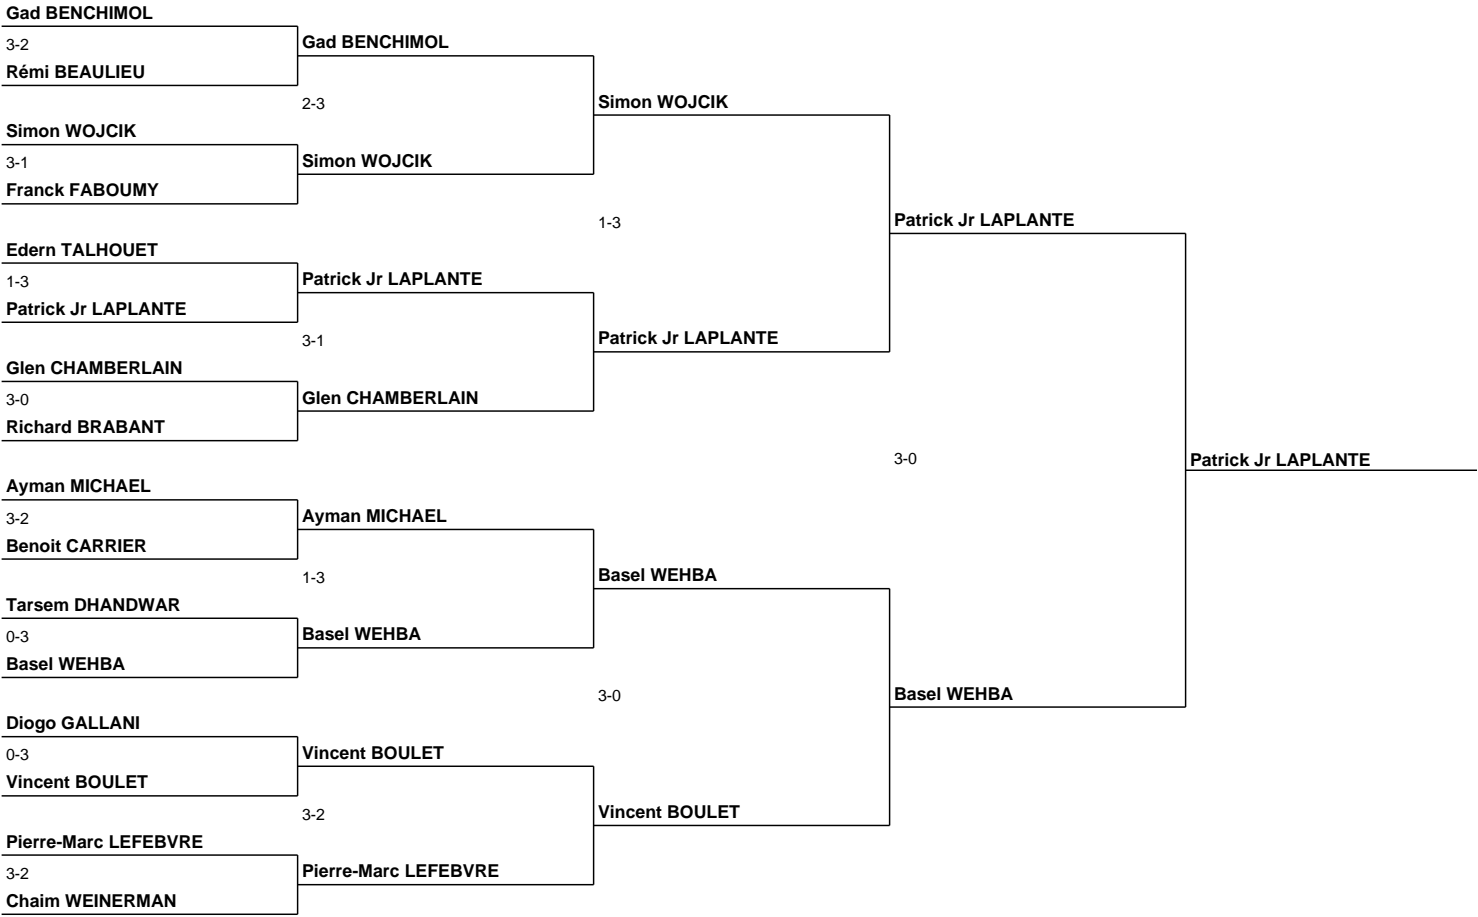 Gad BENCHIMOL
3-2
Rémi BEAULIEU
Simon WOJCIK
3-1
Franck FABOUMY
Edern TALHOUET
1-3
Patrick Jr LAPLANTE
Glen CHAMBERLAIN
3-0
Richard BRABANT
Ayman MICHAEL
3-2
Benoit CARRIER
Tarsem DHANDWAR
0-3
Basel WEHBA
Diogo GALLANI
0-3
Vincent BOULET
Pierre-Marc LEFEBVRE
3-2
Chaim WEINERMAN
Gad BENCHIMOL
2-3
Simon WOJCIK
Patrick Jr LAPLANTE
3-1
Glen CHAMBERLAIN
Ayman MICHAEL
1-3
Basel WEHBA
Vincent BOULET
3-2
Pierre-Marc LEFEBVRE
Simon WOJCIK
1-3
Patrick Jr LAPLANTE
Basel WEHBA
3-0
Vincent BOULET
Patrick Jr LAPLANTE
3-0
Basel WEHBA
Patrick Jr LAPLANTE